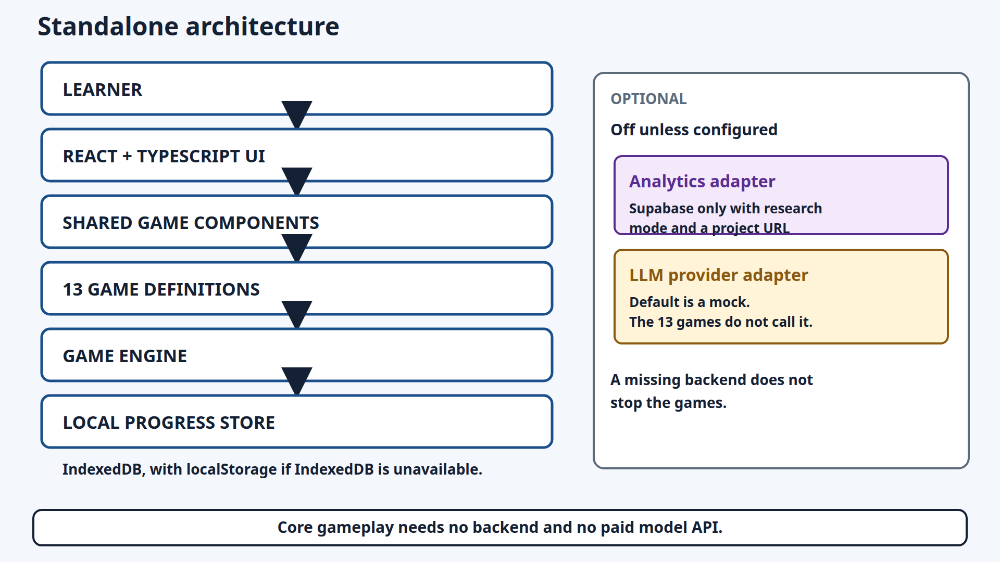 Standalone architecture
LEARNER
REACT + TYPESCRIPT UI
SHARED GAME COMPONENTS
13 GAME DEFINITIONS
GAME ENGINE
LOCAL PROGRESS STORE
IndexedDB, with localStorage if IndexedDB is unavailable.
OPTIONAL
Off unless configured
Analytics adapter
Supabase only with research
mode and a project URL
LLM provider adapter
Default is a mock.
The 13 games do not call it.
A missing backend does not
stop the games.
Core gameplay needs no backend and no paid model API.